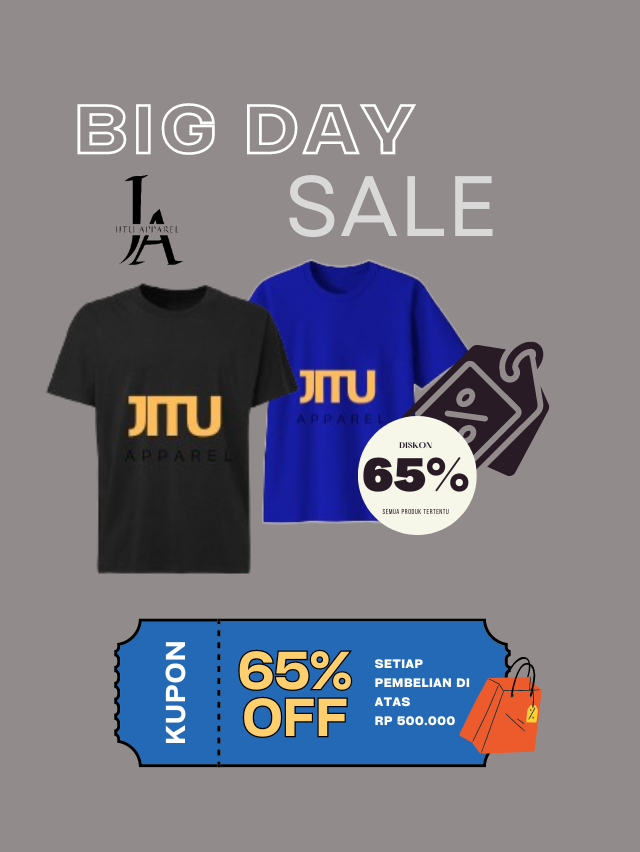 BIG DAY
SALE
JA
JITU APPAREL
JITU
APPAREL
JITU
APPAREL
DISKON
65%
SEMUA PRODUK TERTENTU
KUPON
65%
OFF
SETIAP
PEMBELIAN DI
ATAS
RP 500.000
%
%